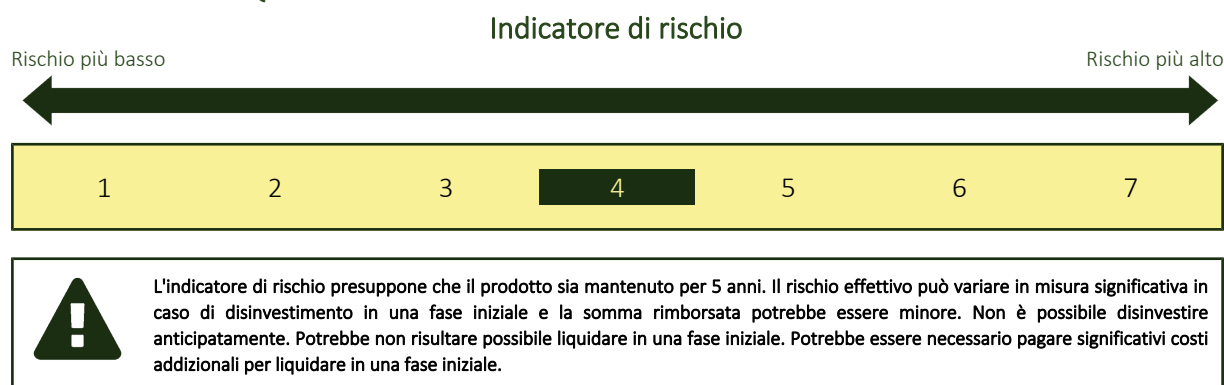 Indicatore di rischio
Rischio più basso
Rischio più alto
1 2 3 4 5 6 7
L'indicatore di rischio presuppone che il prodotto sia mantenuto per 5 anni. Il rischio effettivo può variare in misura significativa in
caso di disinvestimento in una fase iniziale e la somma rimborsata potrebbe essere minore. Non è possibile disinvestire
anticipatamente. Potrebbe non risultare possibile liquidare in una fase iniziale. Potrebbe essere necessario pagare significativi costi
addizionali per liquidare in una fase iniziale.